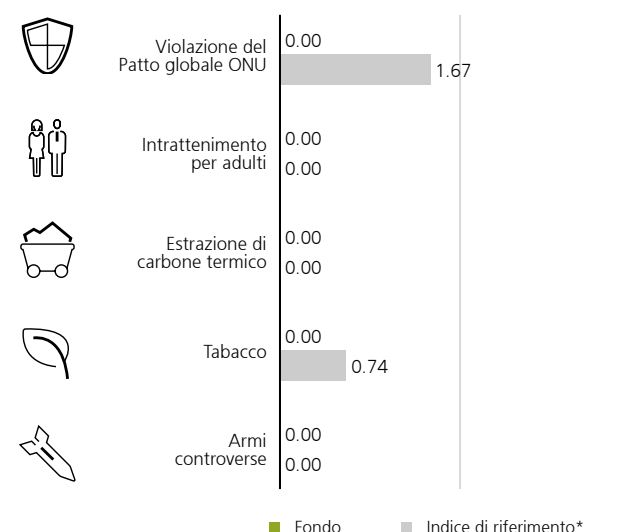 0.00
Violazione del
Patto globale ONU
1.67
Intrattenimento
per adulti
0.00
0.00
Estrazione di
carbone termico
0.00
0.00
Tabacco
0.00
0.74
Armi
controverse
0.00
0.00
Fondo
Indice di riferimento*